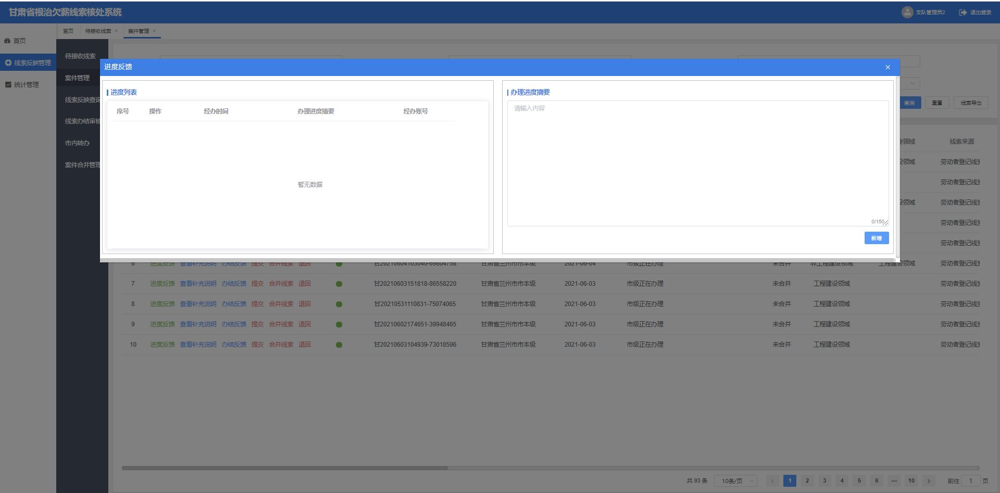 甘肃省根治欠薪线索核处系统
支队管理员2 退出登录
首页 待接收线索 × 案件管理 ×
首页
线索反映管理
统计管理
待接收线索
案件管理
线索反映查询
线索办结审核
市内转办
案件合并管理
进度反馈 ×
进度列表
序号 操作 经办时间 办理进度摘要 经办账号
暂无数据
办理进度摘要
请输入内容
0/150
新增
查询 重置 线索导出
业领域 线索来源
设领域 劳动者登记线索
劳动者登记线索
设领域 劳动者登记线索
劳动者登记线索
劳动者登记线索
6 进度反馈 查看补充说明 办结反馈 提交 合并线索 退回 甘20210604103040-69804758 甘肃省兰州市市本级 2021-06-04 市级正在办理 未合并 非工程建设领域 工程建设领域 劳动者登记线索
7 进度反馈 查看补充说明 办结反馈 提交 合并线索 退回 甘20210603151818-86558220 甘肃省兰州市市本级 2021-06-03 市级正在办理 未合并 工程建设领域 劳动者登记线索
8 进度反馈 查看补充说明 办结反馈 提交 合并线索 退回 甘20210531110831-75074065 甘肃省兰州市市本级 2021-06-03 市级正在办理 未合并 工程建设领域 劳动者登记线索
9 进度反馈 查看补充说明 办结反馈 提交 合并线索 退回 甘20210602174651-39948465 甘肃省兰州市市本级 2021-06-03 市级正在办理 未合并 工程建设领域 劳动者登记线索
10 进度反馈 查看补充说明 办结反馈 提交 合并线索 退回 甘20210603104939-73018596 甘肃省兰州市市本级 2021-06-03 市级正在办理 未合并 工程建设领域 劳动者登记线索
共 93 条 10条/页 < 1 2 3 4 5 6 ··· 10 > 前往 1 页